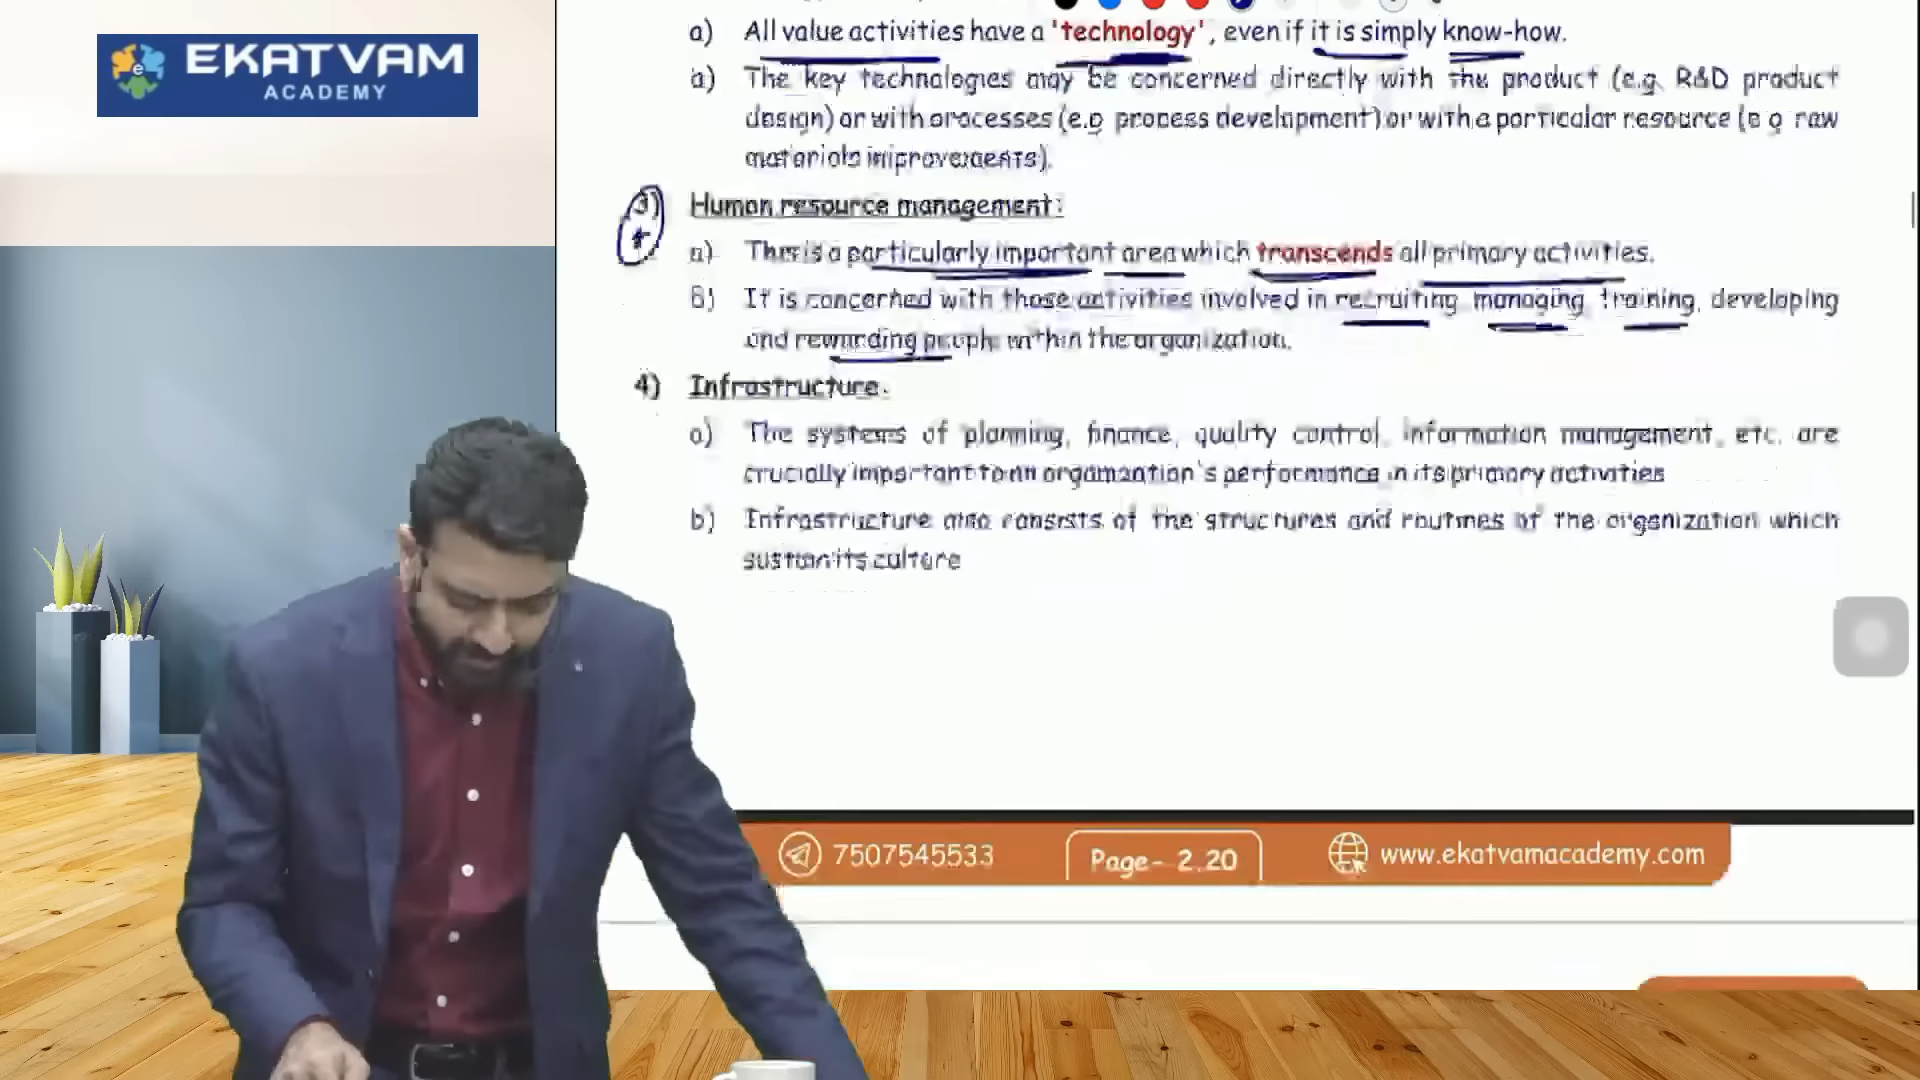 EKATVAM
ACADEMY
a) All value activities have a 'technology', even if it is simply know-how.
a) The key technologies may be concerned directly with the product (e.g. R&D product
design) or with processes (e.g process development) or with a particular resource (e g raw
materials improvements).
3) Human resource management:
a) This is a particularly important area which transcends all primary activities.
B) It is concerned with those activities involved in recruiting, managing, training, developing
and rewarding people within the organization.
4) Infrastructure.
a) The systems of planning, finance, quality control, information management, etc. are
crucially important to an organization's performance in its primary activities
b) Infrastructure also consists of the structures and routines of the organization which
sustain its culture
7507545533
Page- 2.20
www.ekatvamacademy.com